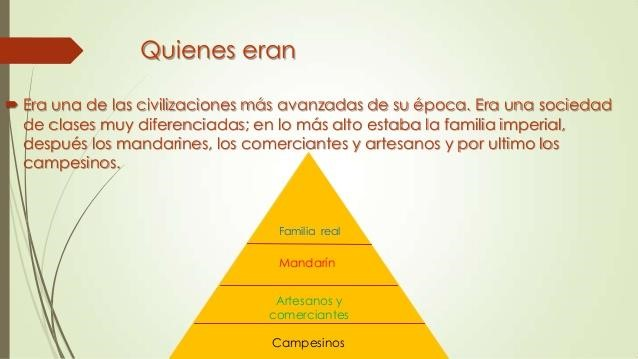 Quienes eran
Era una de las civilizaciones más avanzadas de su época. Era una sociedad
de clases muy diferenciadas; en lo más alto estaba la familia imperial,
después los mandarines, los comerciantes y artesanos y por ultimo los
campesinos.
Familia real
Mandarín
Artesanos y
comerciantes
Campesinos